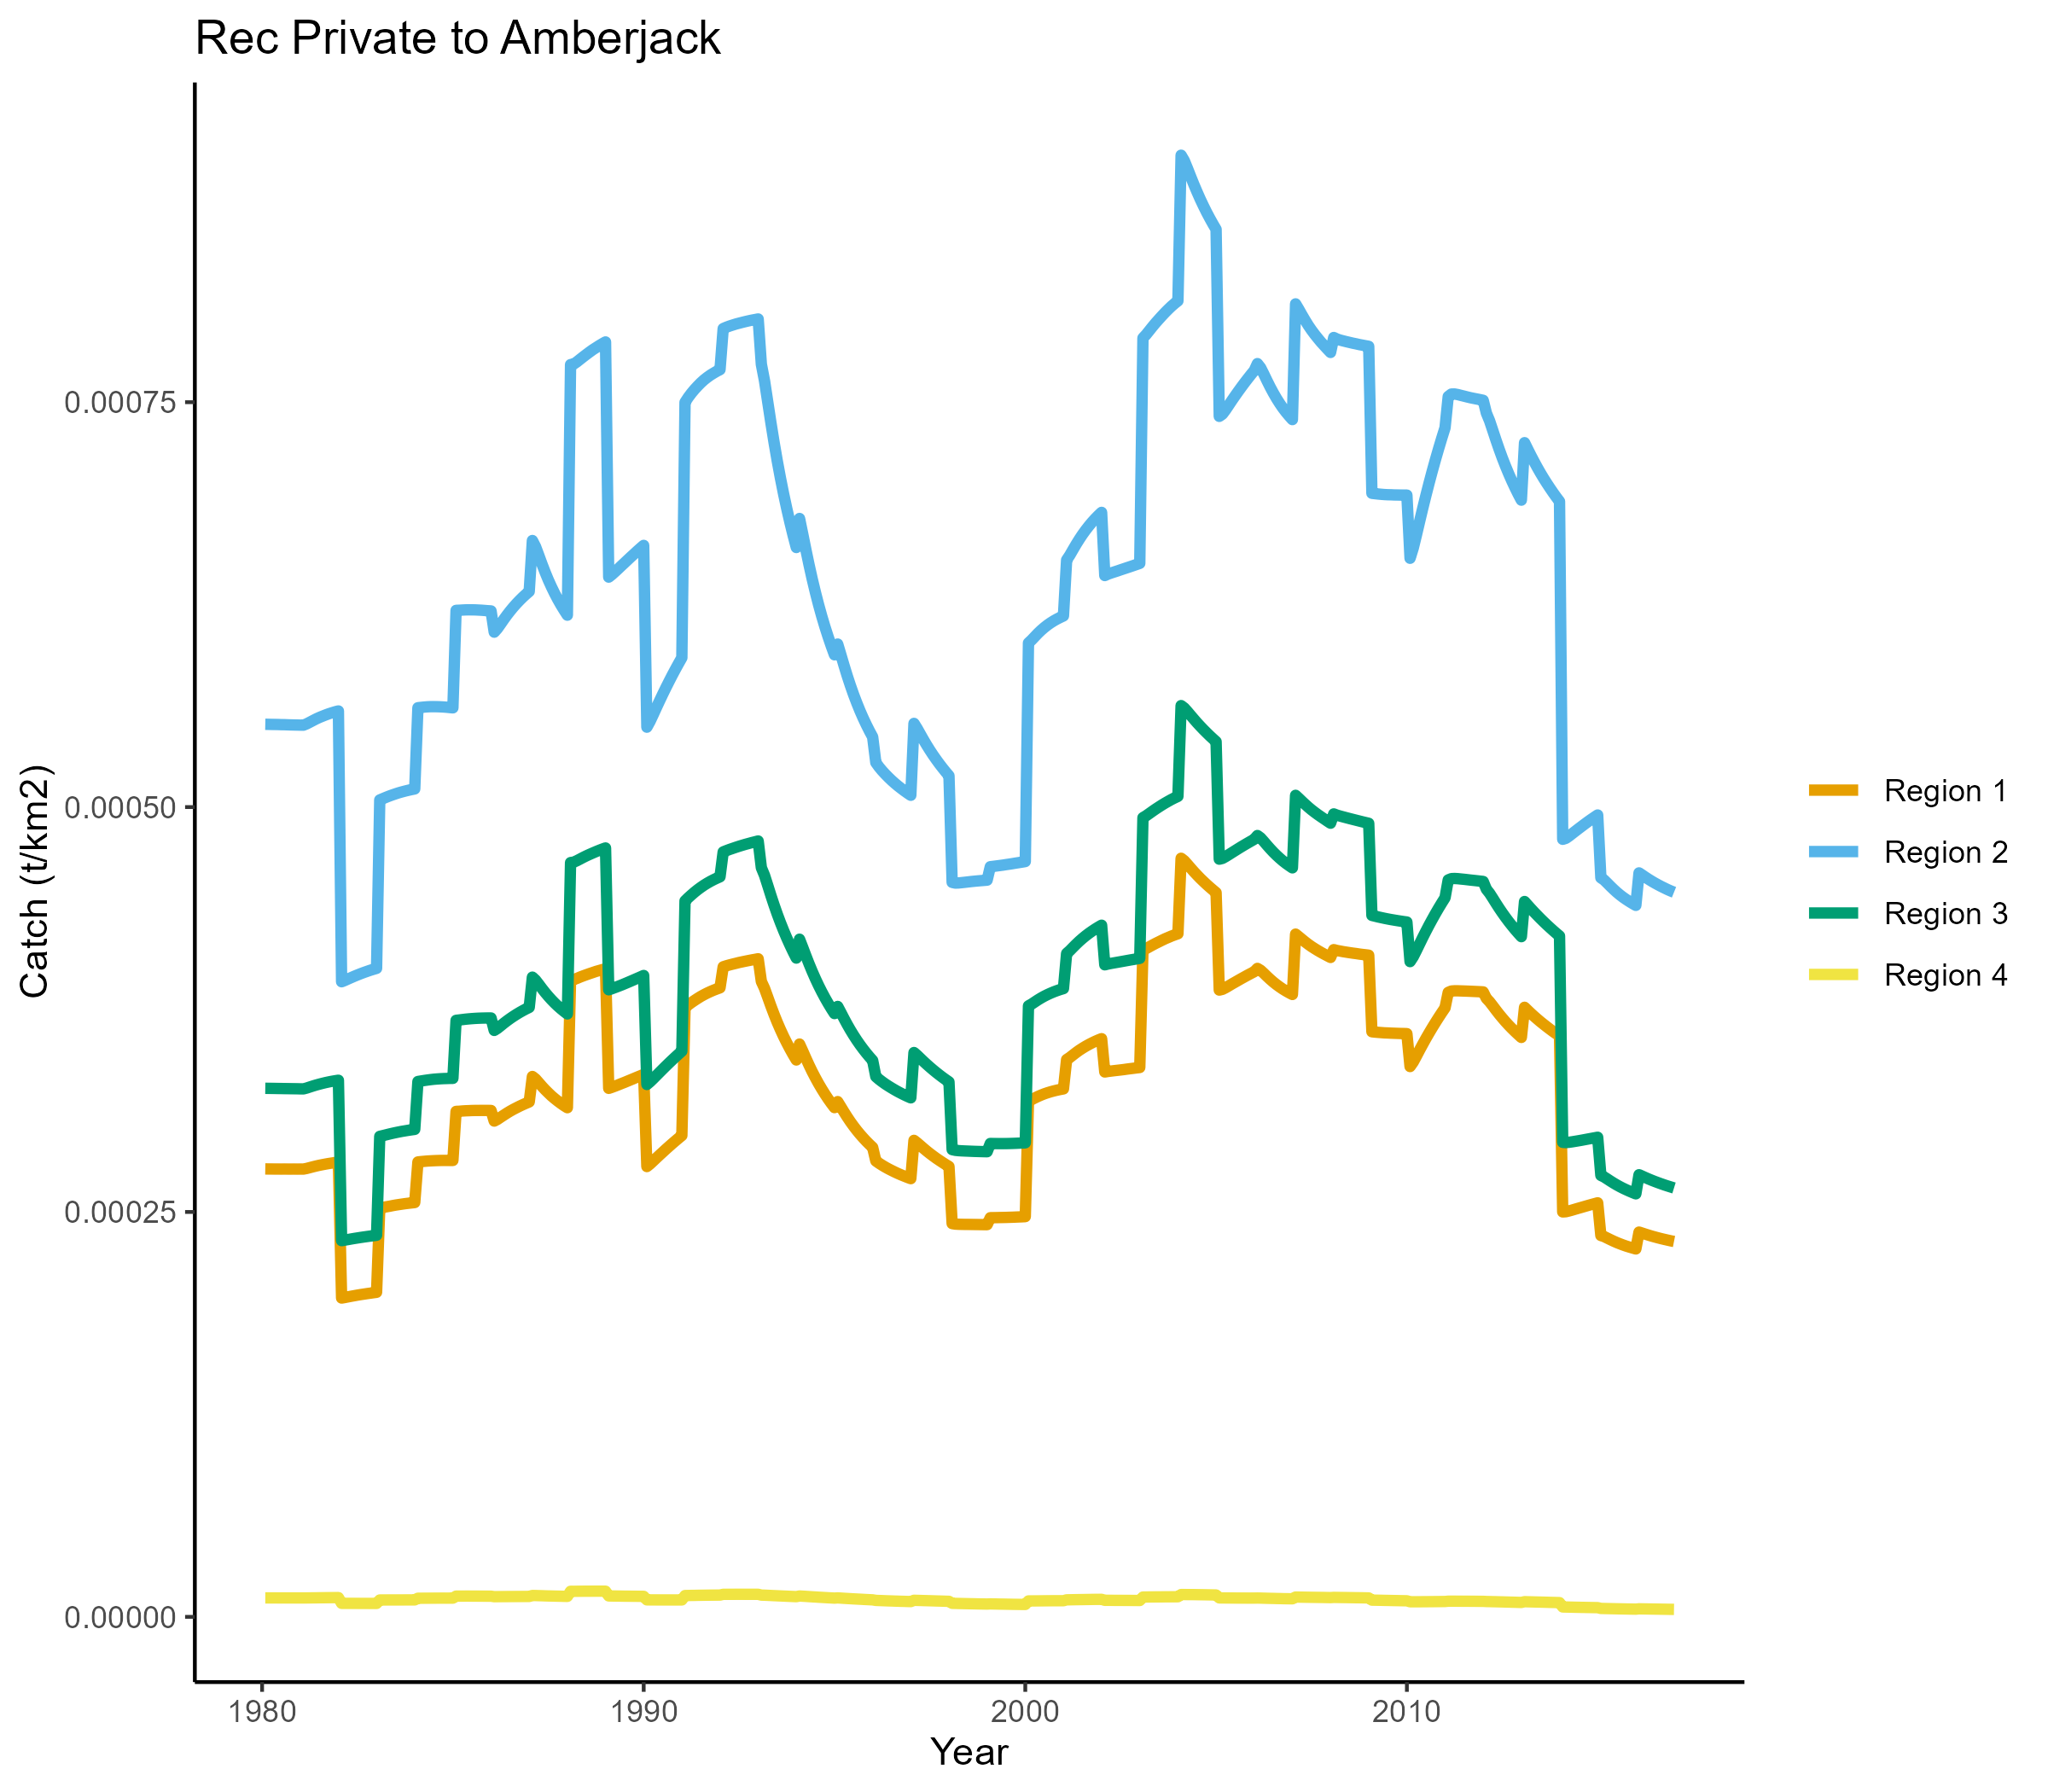 Rec Private to Amberjack
Catch (t/km2)
0.00075
0.00050
0.00025
0.00000
1980
1990
2000
2010
Year
Region 1
Region 2
Region 3
Region 4